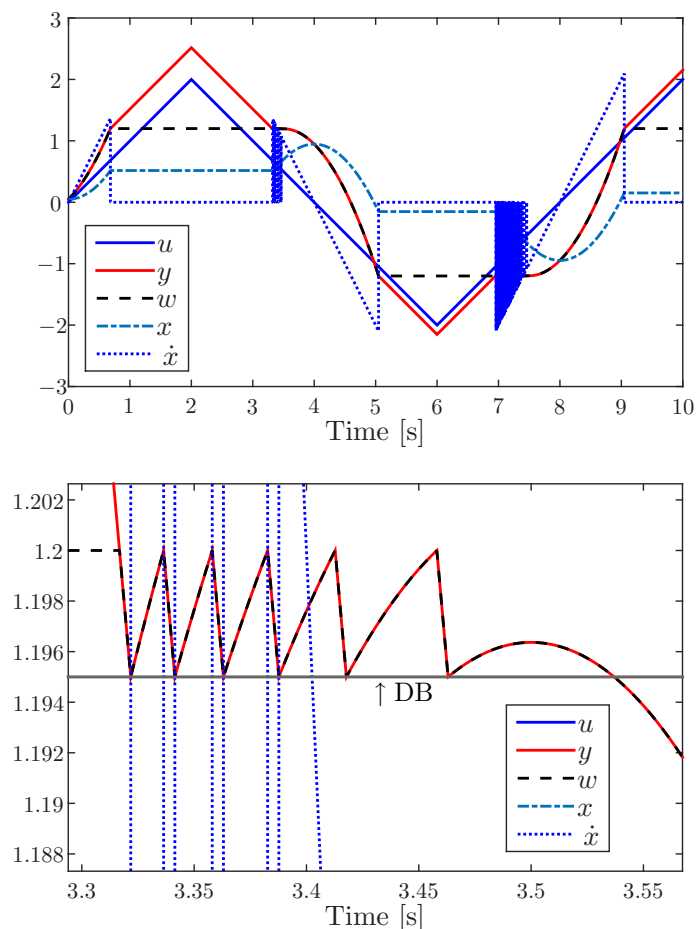 3
2
1
0
−1
−2
−3
u
y
w
x
ẋ
0 1 2 3 4 5 6 7 8 9 10
Time [s]
1.202
1.2
1.198
1.196
1.194
1.192
1.19
1.188
↑ DB
u
y
w
x
ẋ
3.3 3.35 3.4 3.45 3.5 3.55
Time [s]